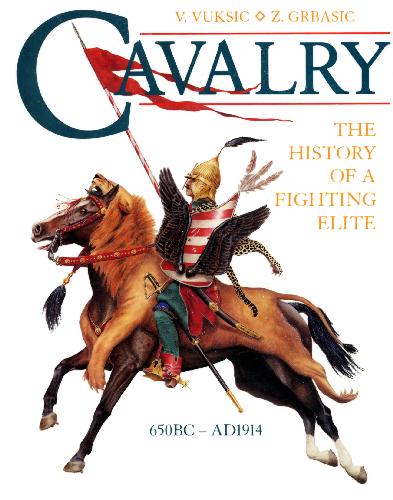 V. VUKSIC ◇ Z. GRBASIC
CAVALRY
THE
HISTORY
OF A
FIGHTING
ELITE
650BC – AD1914